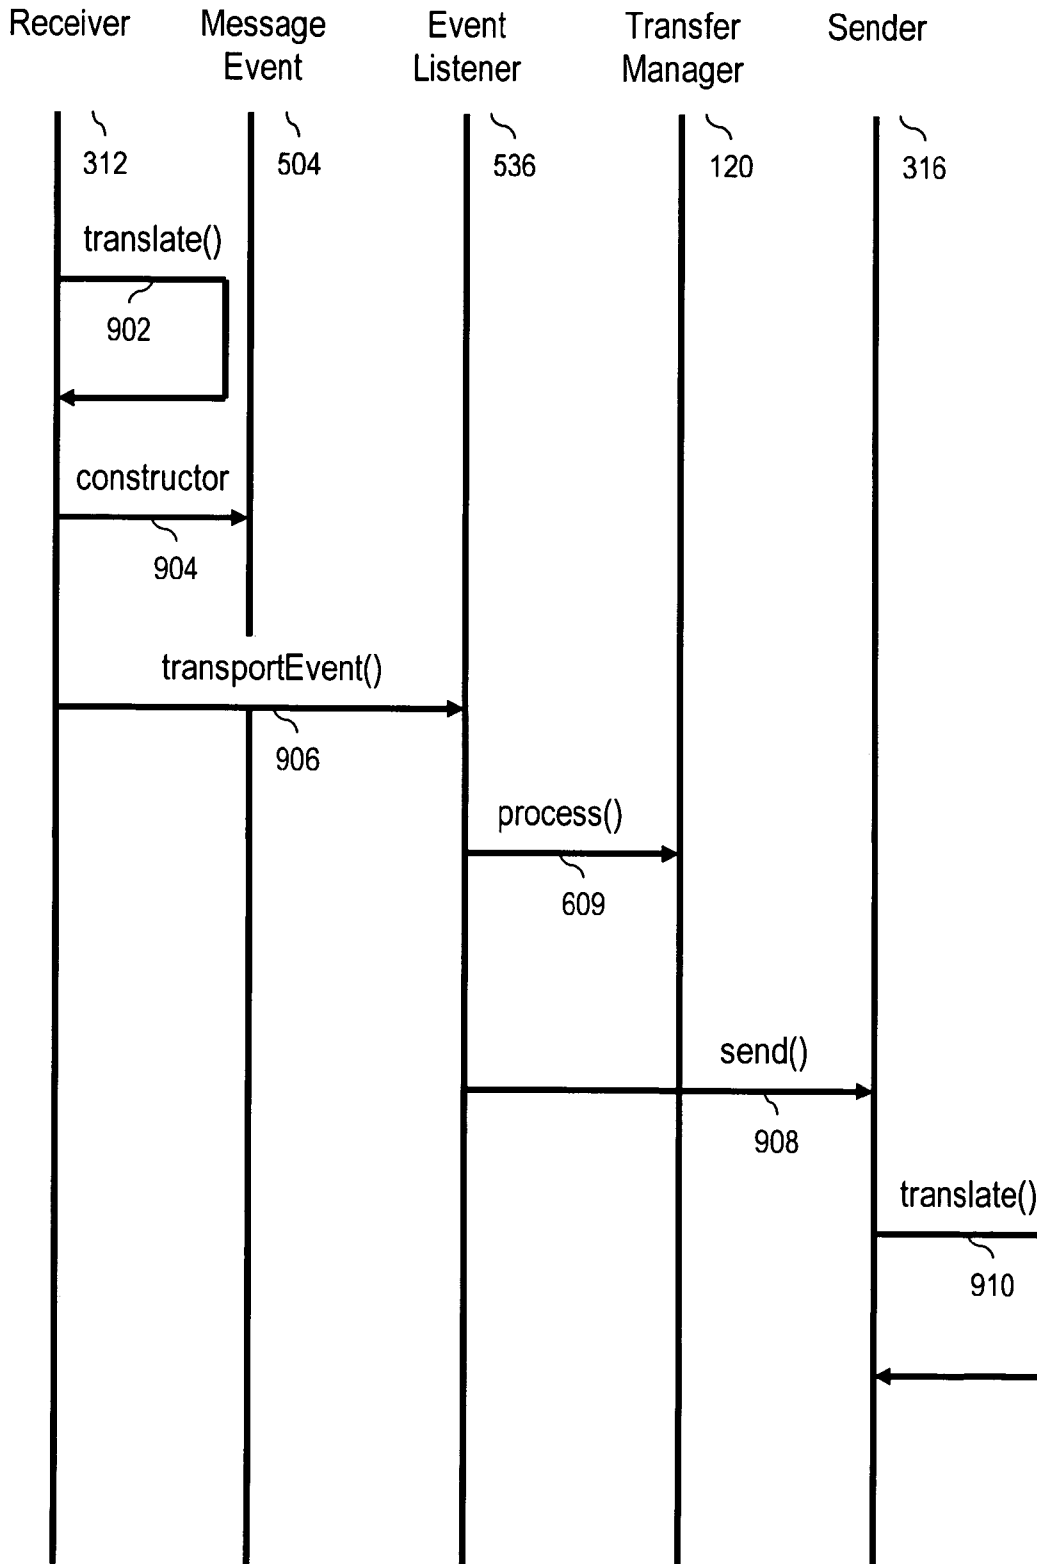 Receiver
Message
Event
Event
Listener
Transfer
Manager
Sender
312
504
536
120
316
translate()
902
constructor
904
transportEvent()
906
process()
609
send()
908
translate()
910